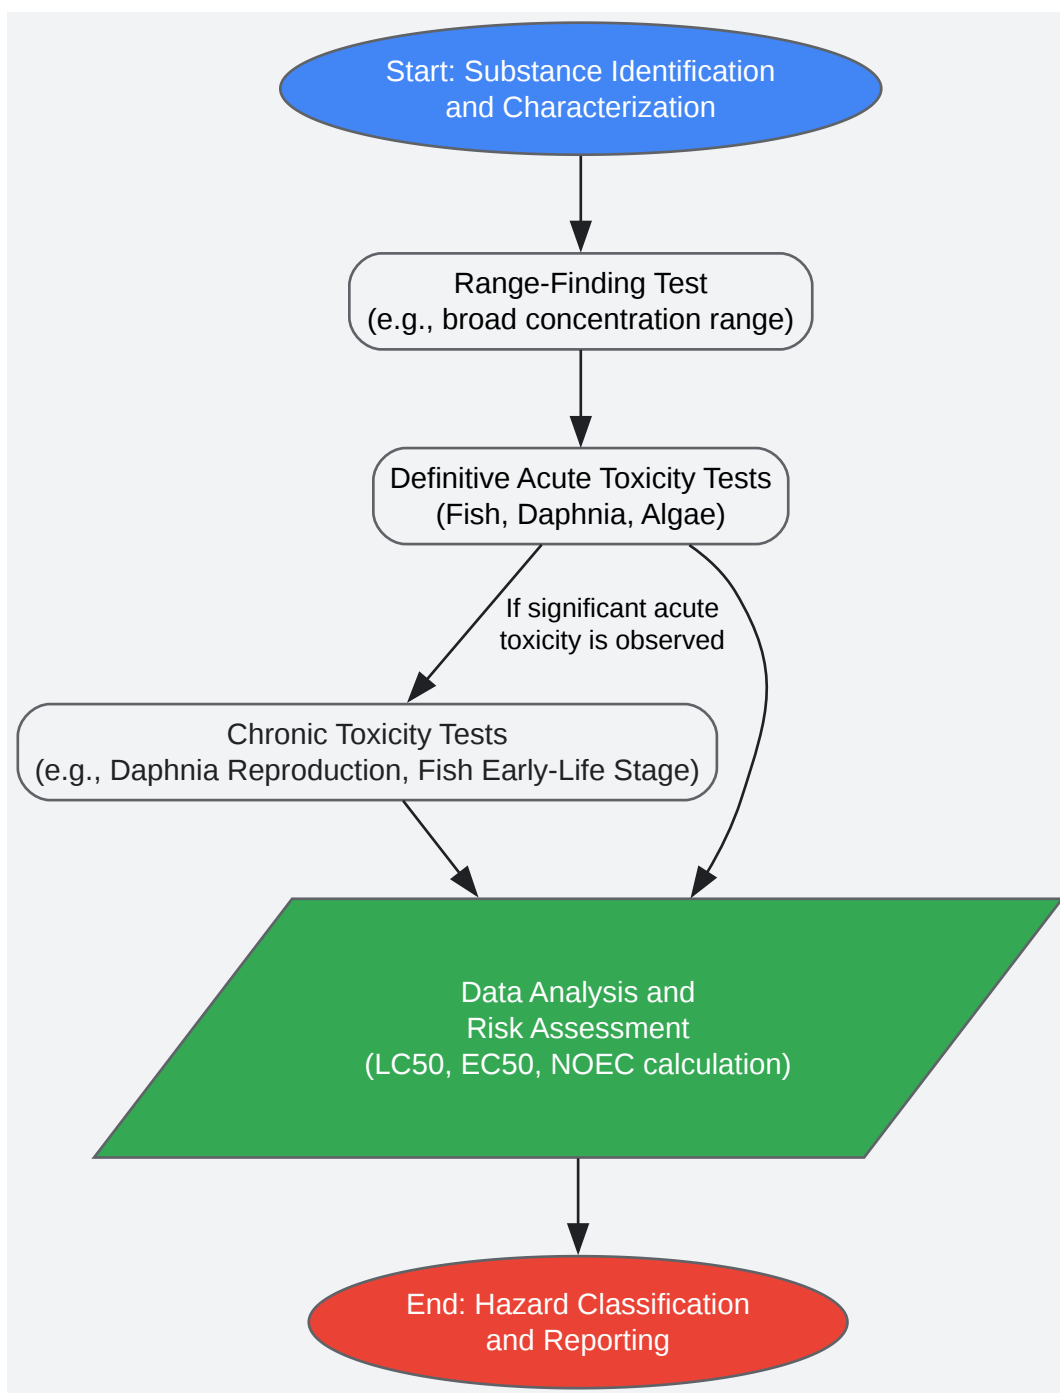 Start: Substance Identification
and Characterization
Range-Finding Test
(e.g., broad concentration range)
Definitive Acute Toxicity Tests
(Fish, Daphnia, Algae)
If significant acute
toxicity is observed
Chronic Toxicity Tests
(e.g., Daphnia Reproduction, Fish Early-Life Stage)
Data Analysis and
Risk Assessment
(LC50, EC50, NOEC calculation)
End: Hazard Classification
and Reporting